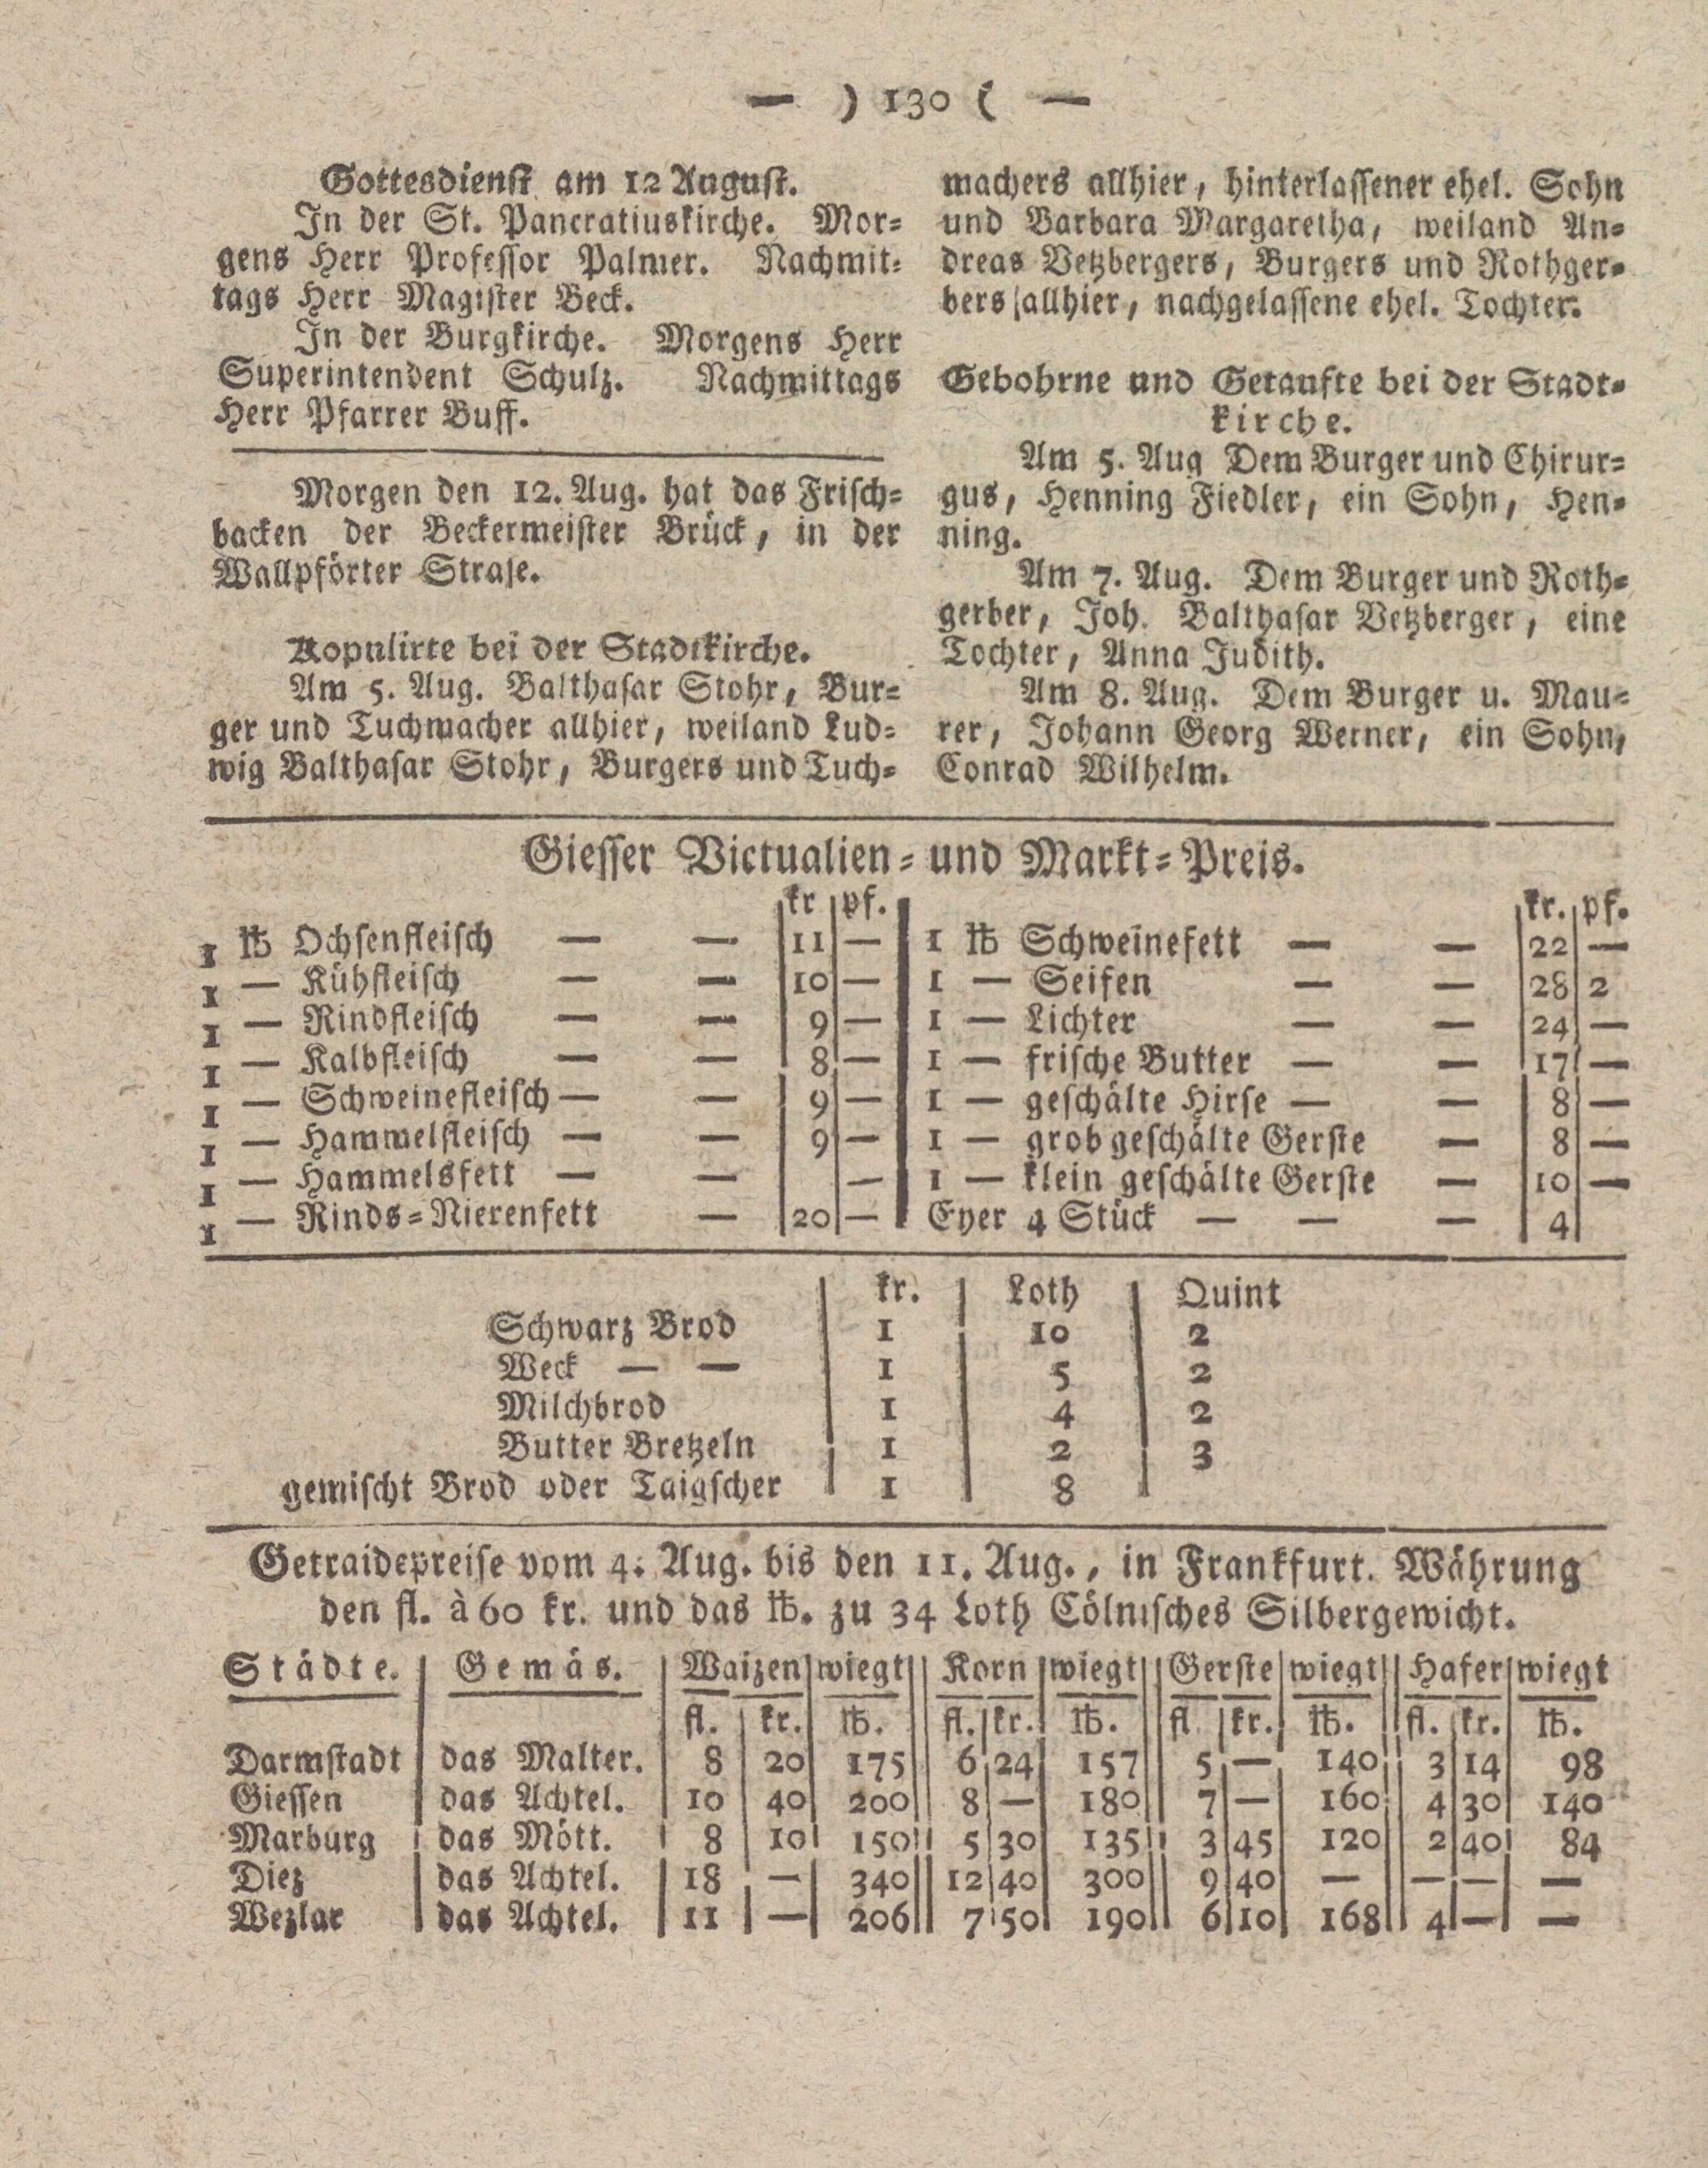 — ) 130 ( —
Gottesdienst am 12 August.
In der St. Pancratiuskirche. Mor=
gens Herr Professor Palmer. Nachmit=
tags Herr Magister Beck.
In der Burgkirche. Morgens Herr
Superintendent Schulz. Nachmittags
Herr Pfarrer Buff.
Morgen den 12. Aug. hat das Frisch=
backen der Beckermeister Brück, in der
Wallpförter Strase.
Kopulirte bei der Stadtkirche.
Am 5. Aug. Balthasar Stohr, Bur=
ger und Tuchmacher allhier, weiland Lud=
wig Balthasar Stohr, Burgers und Tuch=
machers allhier, hinterlassener ehel. Sohn
und Barbara Margaretha, weiland An=
dreas Vetzbergers, Burgers und Rothger=
bers allhier, nachgelassene ehel. Tochter.
Gebohrne und Getaufte bei der Stadt=
kirche.
Am 5. Aug Dem Burger und Chirur=
gus, Henning Fiedler, ein Sohn, Hen=
ning.
Am 7. Aug. Dem Burger und Roth=
gerber, Joh. Balthasar Vetzberger, eine
Tochter, Anna Judith.
Am 8. Aug. Dem Burger u. Mau=
rer, Johann Georg Werner, ein Sohn,
Conrad Wilhelm.
Giesser Victualien= und Markt=Preis.
kr pf.
1 ℔ Ochsenfleisch — — 11 —
1 — Kühfleisch — — 10 —
1 — Rindfleisch — — 9 —
1 — Kalbfleisch — — 8 —
1 — Schweinefleisch — — 9 —
1 — Hammelfleisch — — 9 —
1 — Hammelsfett — — —
1 — Rinds=Nierenfett — 20 —
kr. pf.
1 ℔ Schweinefett — — 22 —
1 — Seifen — — 28 2
1 — Lichter — — 24 —
1 — frische Butter — — 17 —
1 — geschälte Hirse — — 8 —
1 — grob geschälte Gerste — 8 —
1 — klein geschälte Gerste — 10 —
Eyer 4 Stück — — — 4
kr. Loth Quint
Schwarz Brod 1 10 2
Weck — — 1 5 2
Milchbrod 1 4 2
Butter Bretzeln 1 2 3
gemischt Brod oder Taigscher 1 8
Getraidepreise vom 4. Aug. bis den 11. Aug., in Frankfurt. Währung
den fl. à 60 kr. und das ℔. zu 34 Loth Cölnisches Silbergewicht.
Städte. Gemäs. Waizen wiegt Korn wiegt Gerste wiegt Hafer wiegt
fl. kr. ℔. fl. kr. ℔. fl kr. ℔. fl. kr. ℔.
Darmstadt das Malter. 8 20 175 6 24 157 5 — 140 3 14 98
Giessen das Achtel. 10 40 200 8 — 180 7 — 160 4 30 140
Marburg das Mött. 8 10 150 5 30 135 3 45 120 2 40 84
Diez das Achtel. 18 — 340 12 40 300 9 40 — — — —
Wezlar das Achtel. 11 — 206 7 50 190 6 10 168 4 — —